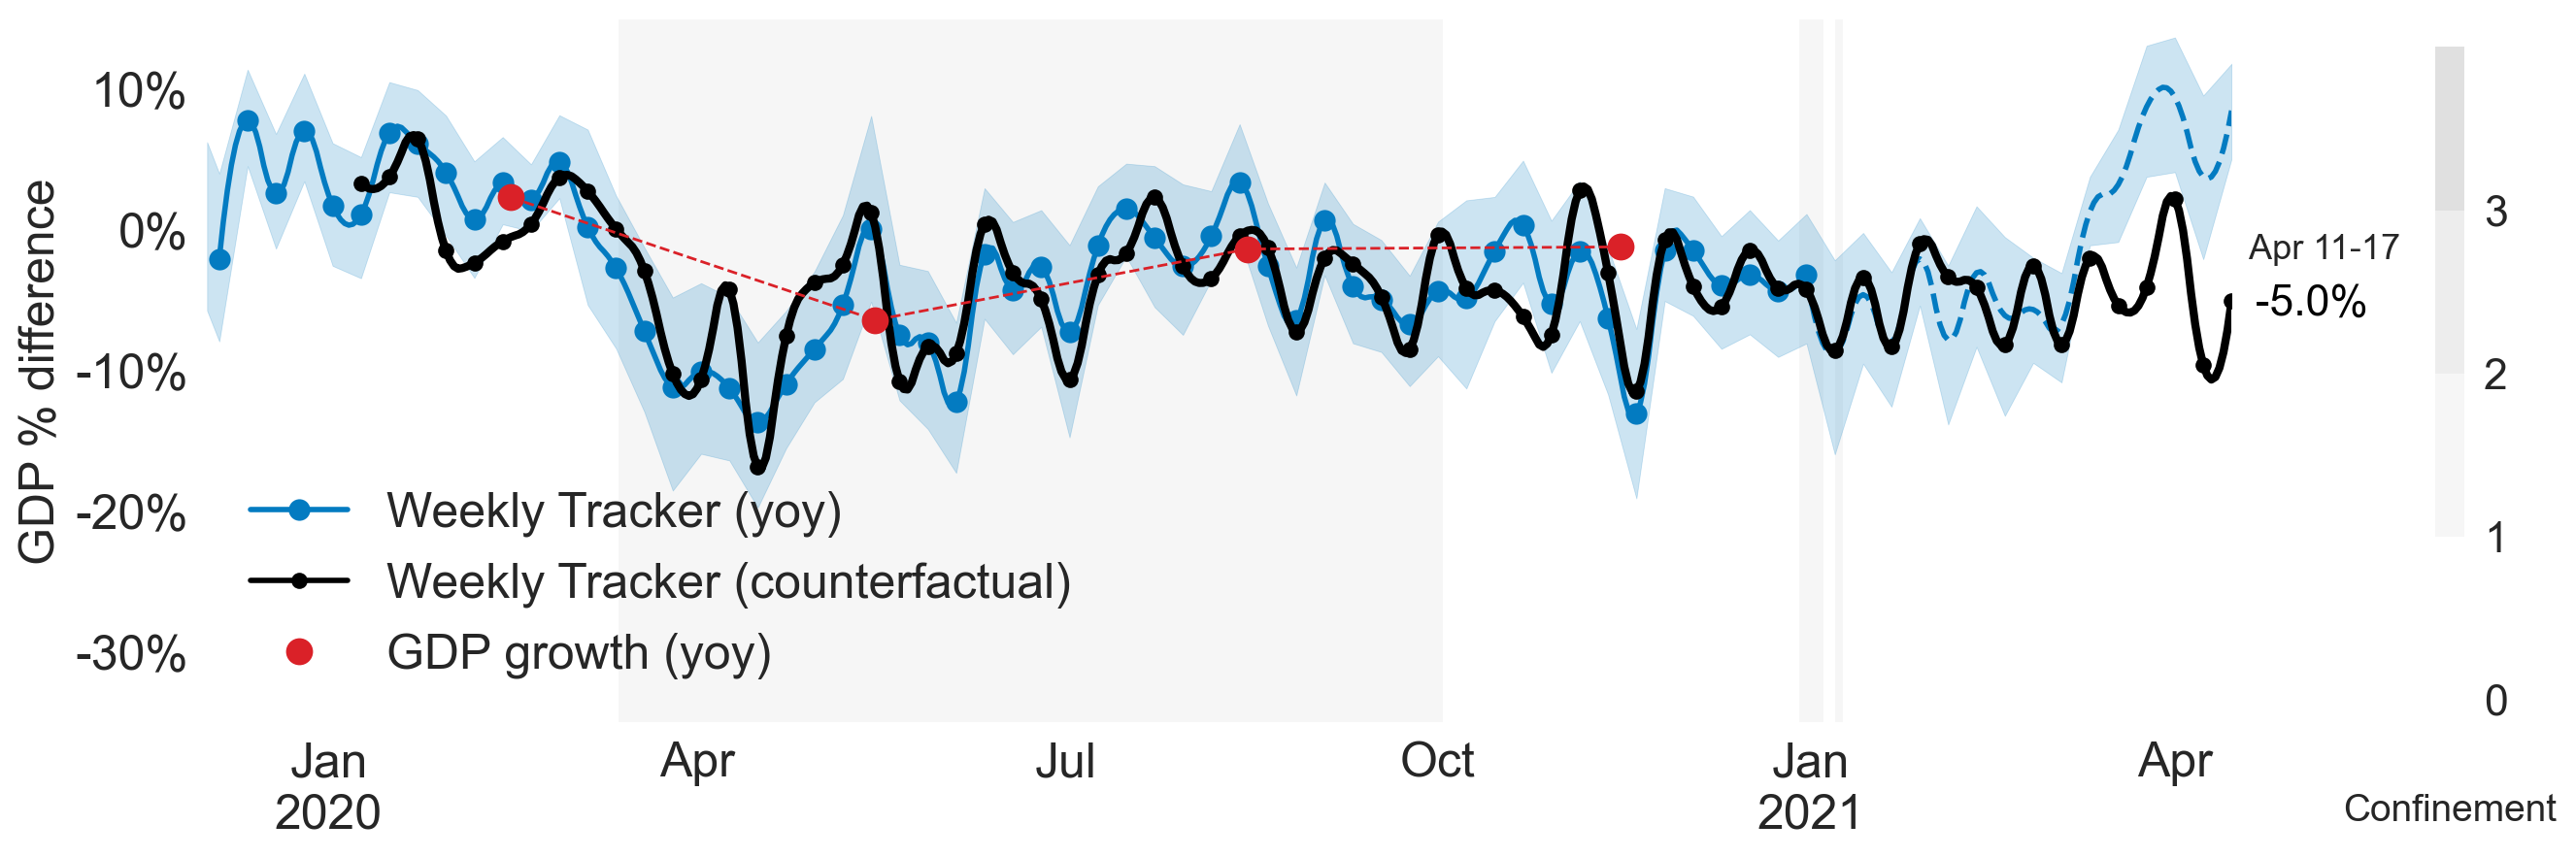 GDP % difference
10%
0%
-10%
-20%
-30%
Weekly Tracker (yoy)
Weekly Tracker (counterfactual)
GDP growth (yoy)
Apr 11-17
-5.0%
3
2
1
0
Jan Apr Jul Oct Jan Apr
2020 2021
Confinement